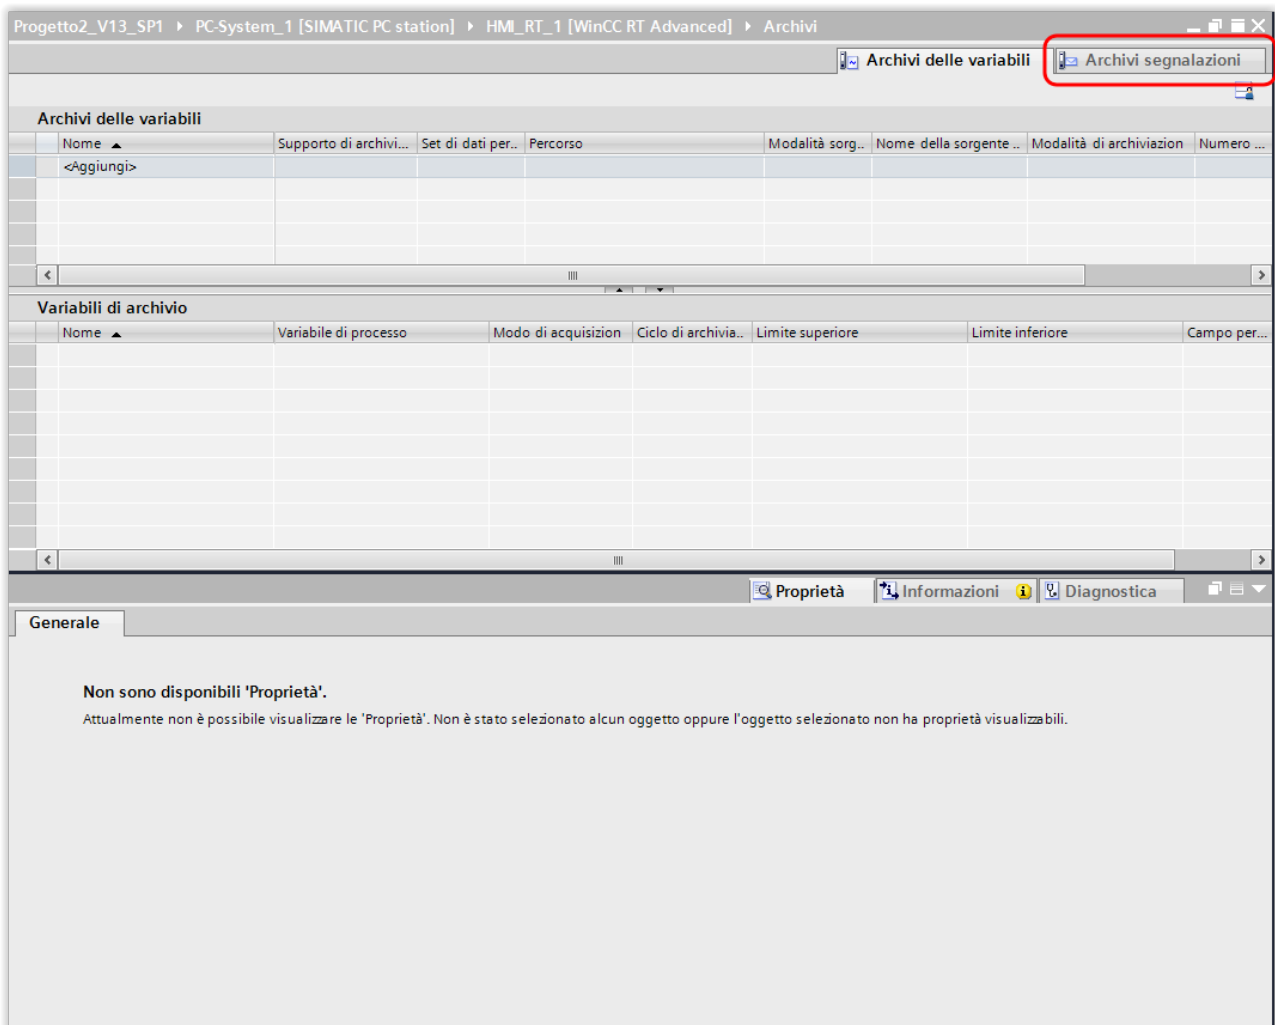 Progetto2_V13_SP1 ▸ PC-System_1 [SIMATIC PC station] ▸ HMI_RT_1 [WinCC RT Advanced] ▸ Archivi
Archivi delle variabili Archivi segnalazioni
Archivi delle variabili
Nome Supporto di archivi... Set di dati per.. Percorso Modalità sorg.. Nome della sorgente .. Modalità di archiviazion Numero ...
<Aggiungi>
Variabili di archivio
Nome Variabile di processo Modo di acquisizion Ciclo di archivia.. Limite superiore Limite inferiore Campo per...
Proprietà Informazioni Diagnostica
Generale
Non sono disponibili 'Proprietà'.
Attualmente non è possibile visualizzare le 'Proprietà'. Non è stato selezionato alcun oggetto oppure l'oggetto selezionato non ha proprietà visualizzabili.